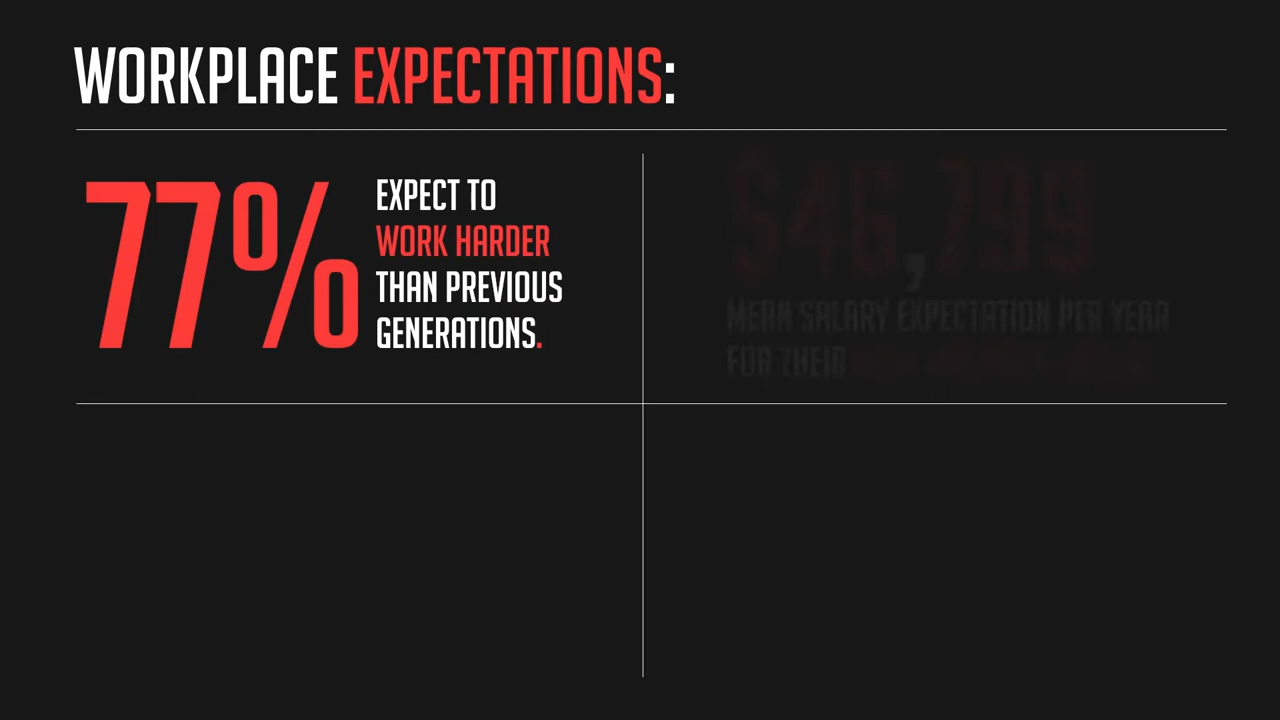 WORKPLACE EXPECTATIONS:
77%
EXPECT TO
WORK HARDER
THAN PREVIOUS
GENERATIONS.
$46,799
MEAN SALARY EXPECTATION PER YEAR
FOR THEIR